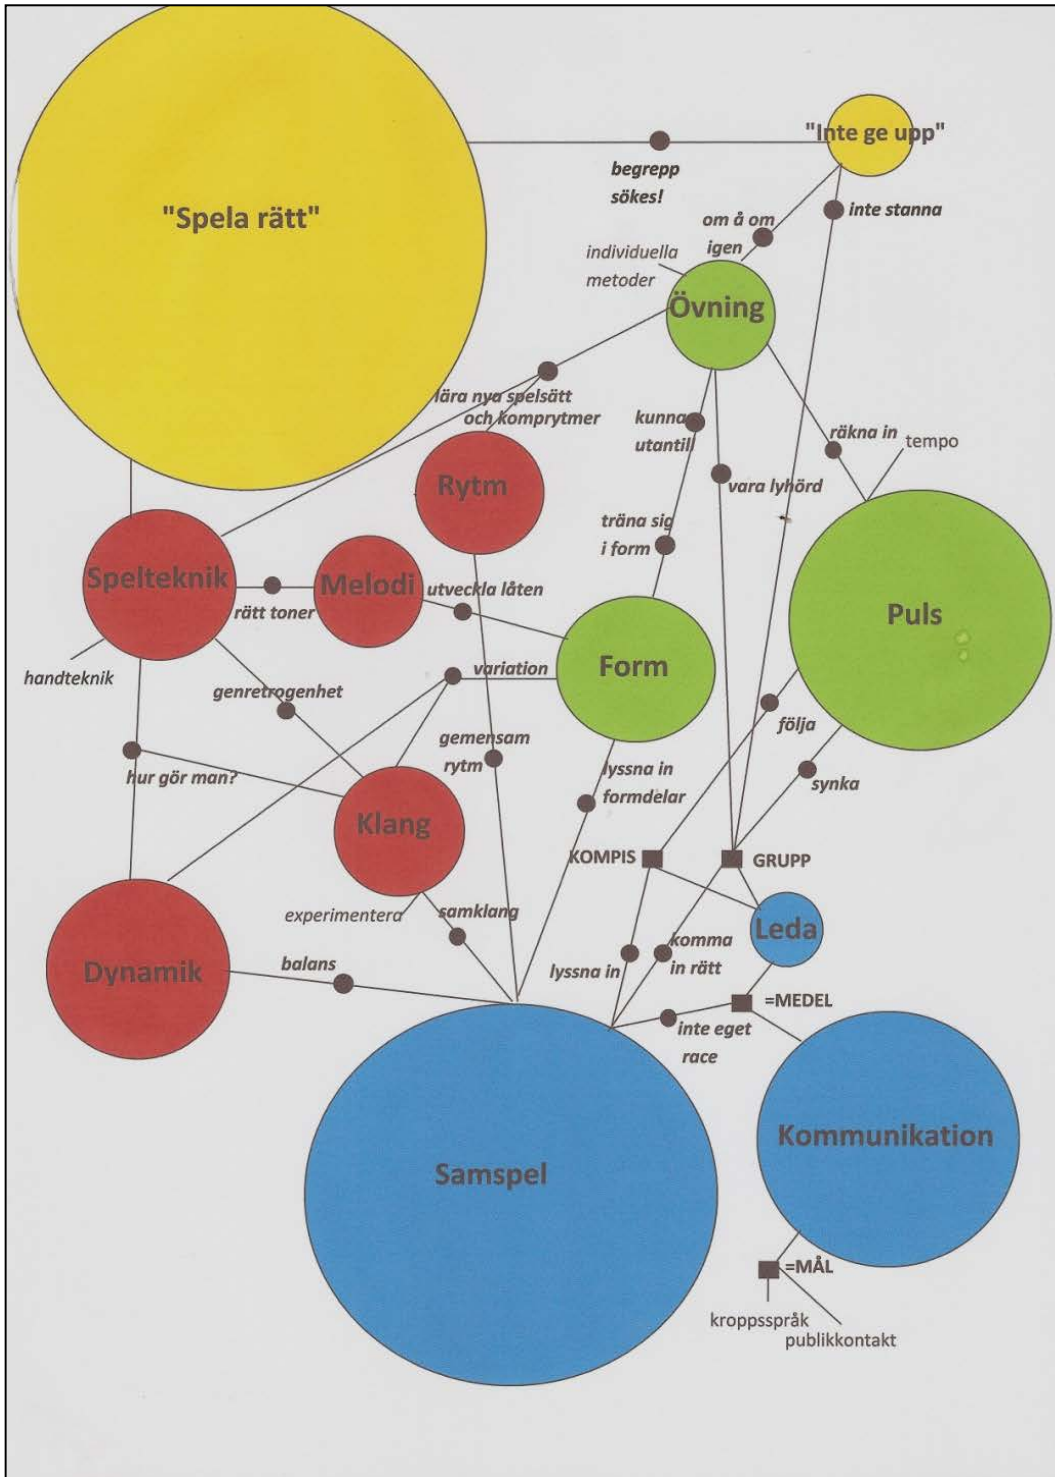 "Inte ge upp"
begrepp
sökes!
"Spela rätt"
inte stanna
om å om
igen
individuella
metoder
Övning
lära nya spelsätt
och komprytmer
kunna
utantill
räkna in
tempo
Rytm
vara lyhörd
träna sig
i form
Spelteknik
Melodi
utveckla låten
rätt toner
Puls
Form
variation
handteknik
genretrogenhet
följa
gemensam
rytm
hur gör man?
lyssna in
formdelar
synka
Klang
KOMPIS
GRUPP
experimentera
samklang
Leda
komma
in rätt
balans
lyssna in
Dynamik
=MEDEL
inte eget
race
Kommunikation
Samspel
=MÅL
kroppsspråk
publikkontakt